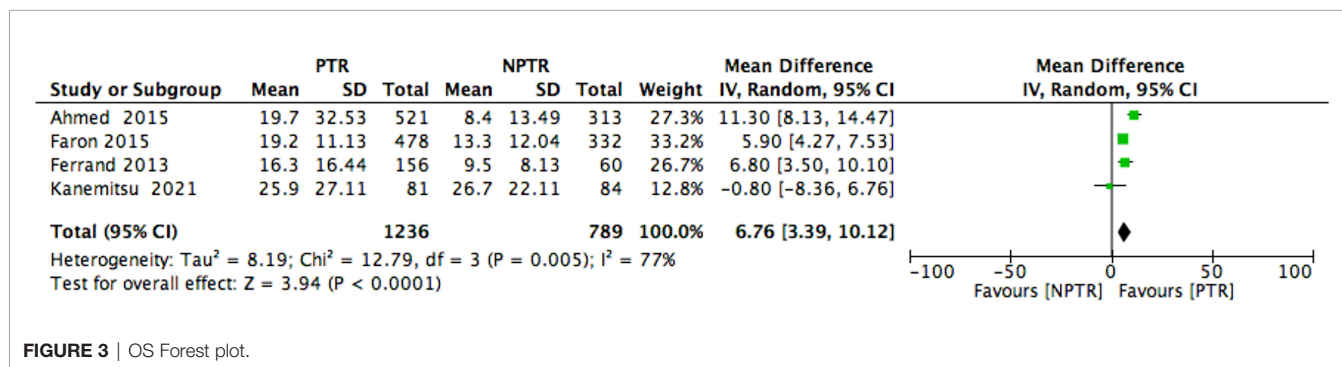 PTR NPTR Mean Difference Mean Difference
Study or Subgroup Mean SD Total Mean SD Total Weight IV, Random, 95% CI IV, Random, 95% CI
Ahmed 2015 19.7 32.53 521 8.4 13.49 313 27.3% 11.30 [8.13, 14.47]
Faron 2015 19.2 11.13 478 13.3 12.04 332 33.2% 5.90 [4.27, 7.53]
Ferrand 2013 16.3 16.44 156 9.5 8.13 60 26.7% 6.80 [3.50, 10.10]
Kanemitsu 2021 25.9 27.11 81 26.7 22.11 84 12.8% -0.80 [-8.36, 6.76]
Total (95% CI) 1236 789 100.0% 6.76 [3.39, 10.12]
Heterogeneity: Tau² = 8.19; Chi² = 12.79, df = 3 (P = 0.005); I² = 77%
Test for overall effect: Z = 3.94 (P < 0.0001)
-100 -50 0 50 100
Favours [NPTR] Favours [PTR]
FIGURE 3 | OS Forest plot.